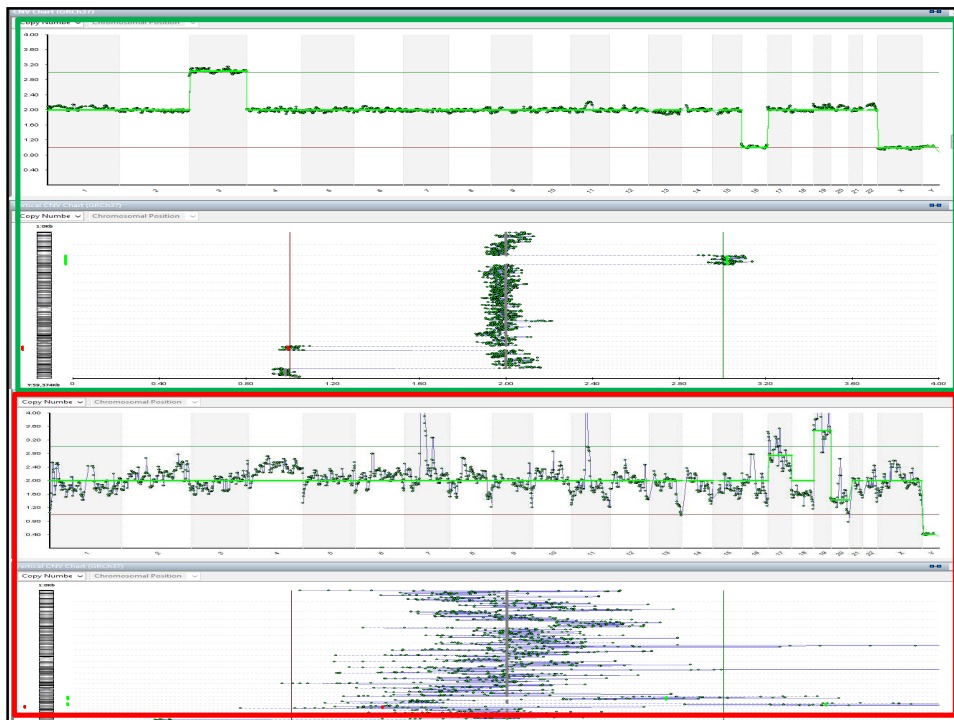 CNV Chart (GRCh37)
Copy Numbe Chromosomal Position
4.00
3.60
3.20
2.80
2.40
2.00
1.60
1.20
0.80
0.40
1 2 3 4 5 6 7 8 9 10 11 12 13 14 15 16 17 18 19 20 21 22 X Y
Vertical CNV Chart (GRCh37)
Copy Numbe Chromosomal Position
1:0Kb
Y:59,374Kb
0 0.40 0.80 1.20 1.60 2.00 2.40 2.80 3.20 3.60 4.00
Copy Numbe Chromosomal Position
4.00
3.60
3.20
2.80
2.40
2.00
1.60
1.20
0.80
0.40
1 2 3 4 5 6 7 8 9 10 11 12 13 14 15 16 17 18 19 20 21 22 X Y
Vertical CNV Chart (GRCh37)
Copy Numbe Chromosomal Position
1:0Kb